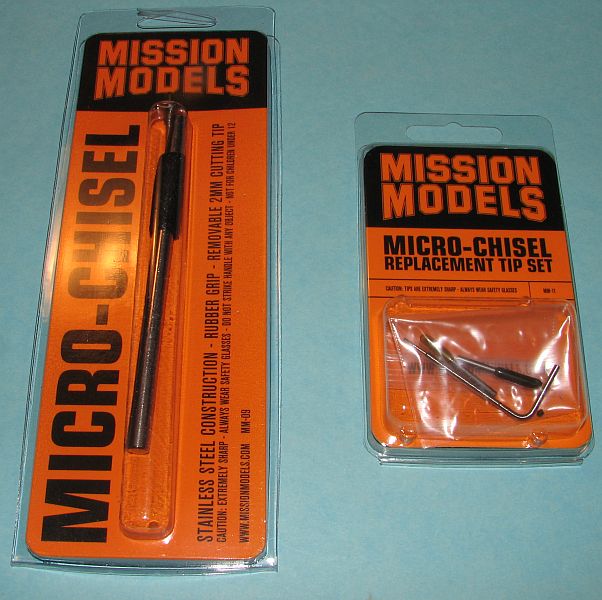 MISSION
MODELS
MICRO-CHISEL
STAINLESS STEEL CONSTRUCTION - RUBBER GRIP - REMOVABLE 2MM CUTTING TIP
CAUTION: EXTREMELY SHARP - ALWAYS WEAR SAFETY GLASSES - DO NOT STRIKE HANDLE WITH ANY OBJECT - NOT FOR CHILDREN UNDER 12
WWW.MISSIONMODELS.COM MM-09
MISSION
MODELS
MICRO-CHISEL
REPLACEMENT TIP SET
CAUTION: TIPS ARE EXTREMELY SHARP - ALWAYS WEAR SAFETY GLASSES MM-11